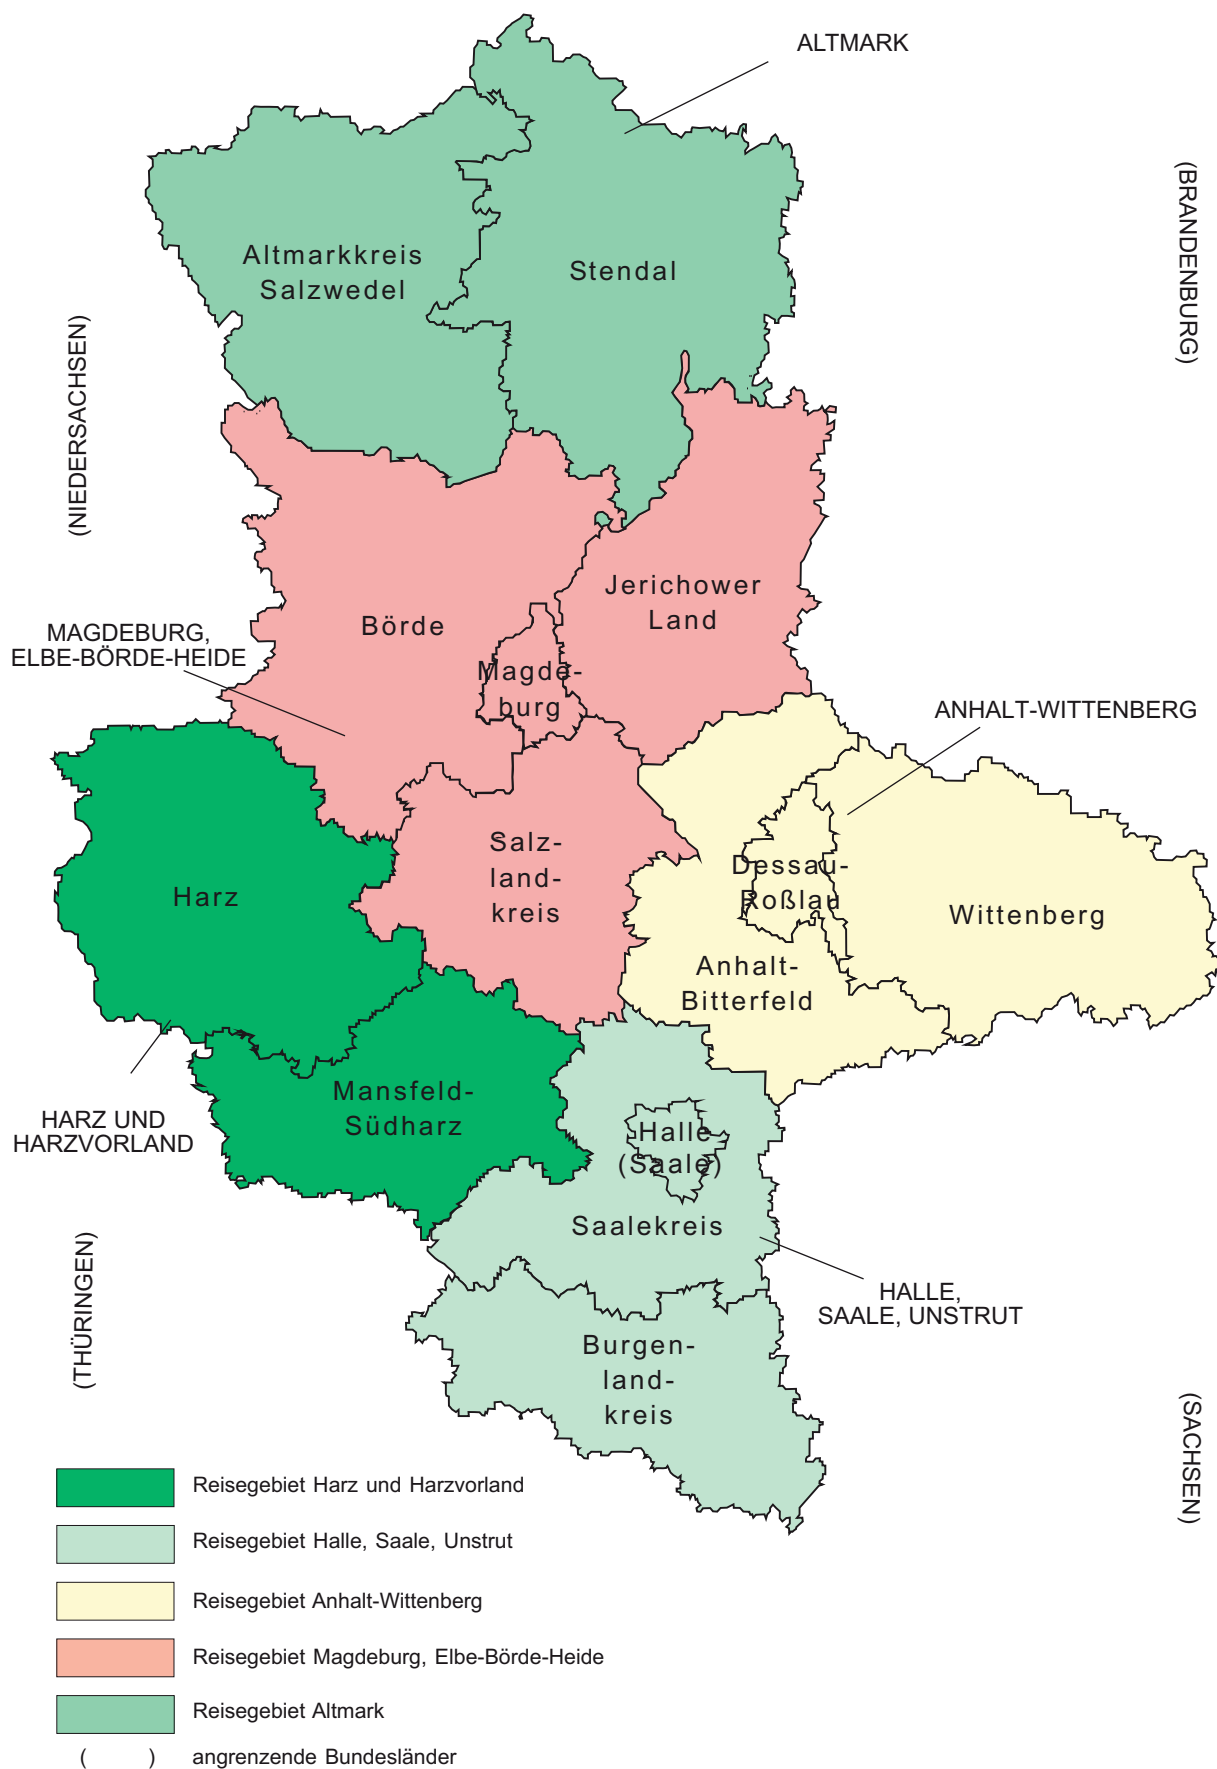 ALTMARK
(BRANDENBURG)
Altmarkkreis
Salzwedel
Stendal
(NIEDERSACHSEN)
Jerichower
Land
Börde
MAGDEBURG,
ELBE-BÖRDE-HEIDE
Magde-
burg
ANHALT-WITTENBERG
Salz-
land-
kreis
Dessau-
Roßlau
Harz
Wittenberg
Anhalt-
Bitterfeld
Mansfeld-
Südharz
HARZ UND
HARZVORLAND
Halle
(Saale)
Saalekreis
(THÜRINGEN)
HALLE,
SAALE, UNSTRUT
Burgen-
land-
kreis
(SACHSEN)
Reisegebiet Harz und Harzvorland
Reisegebiet Halle, Saale, Unstrut
Reisegebiet Anhalt-Wittenberg
Reisegebiet Magdeburg, Elbe-Börde-Heide
Reisegebiet Altmark
( ) angrenzende Bundesländer